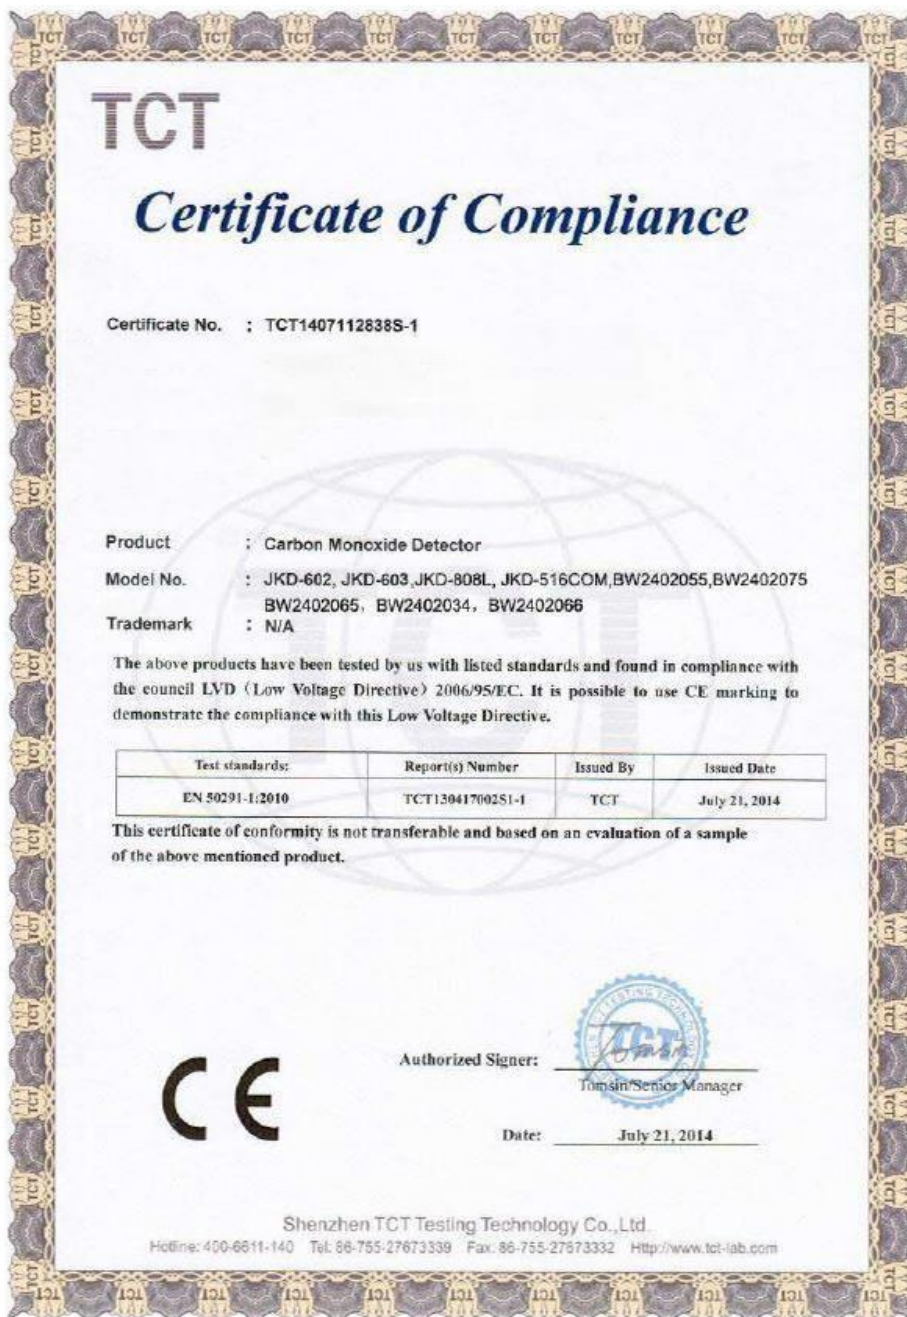 TCT
Certificate of Compliance
Certificate No. : TCT1407112838S-1
Product : Carbon Monoxide Detector
Model No. : JKD-602, JKD-603,JKD-808L, JKD-516COM,BW2402055,BW2402075
BW2402065, BW2402034, BW2402066
Trademark : N/A
The above products have been tested by us with listed standards and found in compliance with
the council LVD (Low Voltage Directive) 2006/95/EC. It is possible to use CE marking to
demonstrate the compliance with this Low Voltage Directive.
Test standards: Report(s) Number Issued By Issued Date
EN 50291-1:2010 TCT130417002S1-1 TCT July 21, 2014
This certificate of conformity is not transferable and based on an evaluation of a sample
of the above mentioned product.
TCT
Authorized Signer: Tomsin
Tomsin/Senior Manager
CE
Date: July 21, 2014
Shenzhen TCT Testing Technology Co.,Ltd.
Hotline: 400-6611-140 Tel: 86-755-27673339 Fax: 86-755-27673332 Http://www.tct-lab.com